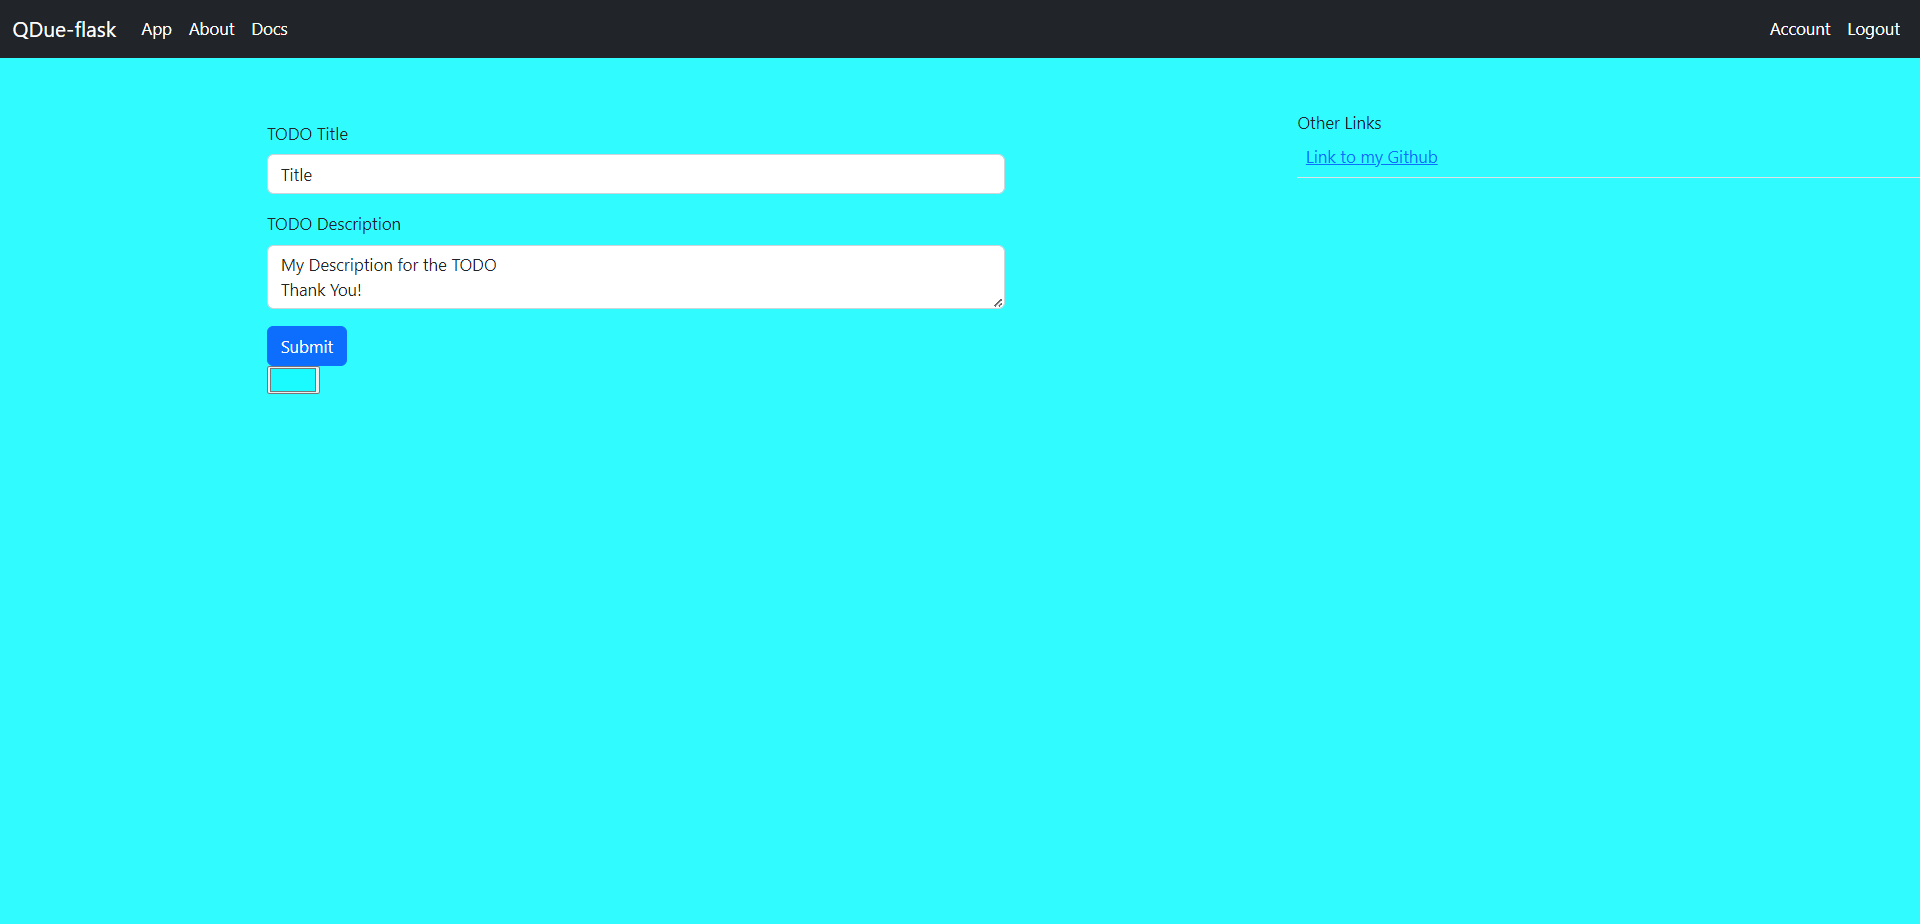 QDue-flask App About Docs Account Logout
TODO Title
Title
TODO Description
My Description for the TODO
Thank You!
Submit
Other Links
Link to my Github